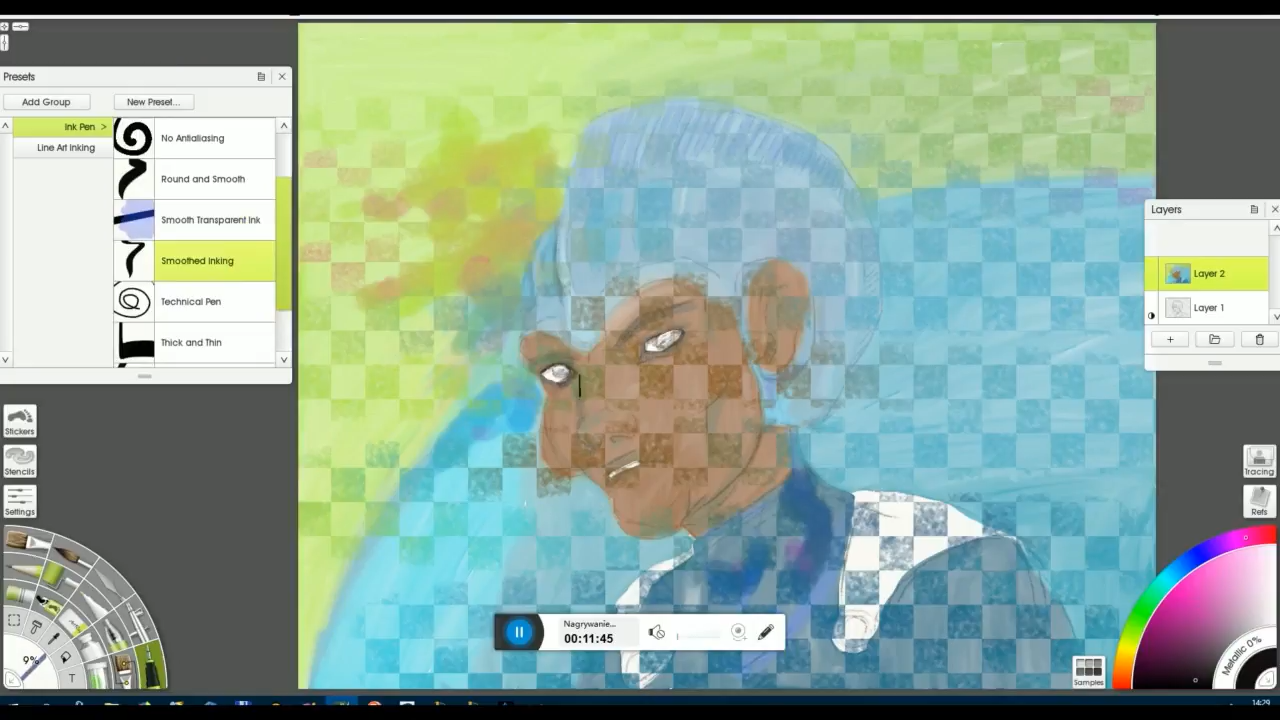 Presets
Add Group
New Preset...
Ink Pen >
Line Art Inking
No Antialiasing
Round and Smooth
Smooth Transparent Ink
Smoothed Inking
Technical Pen
Thick and Thin
Layers
Layer 2
Layer 1
Stickers
Stencils
Settings
9%
T
Tracing
Refs
Nagrywanie...
00:11:45
Metallic 0%
Samples
14:29